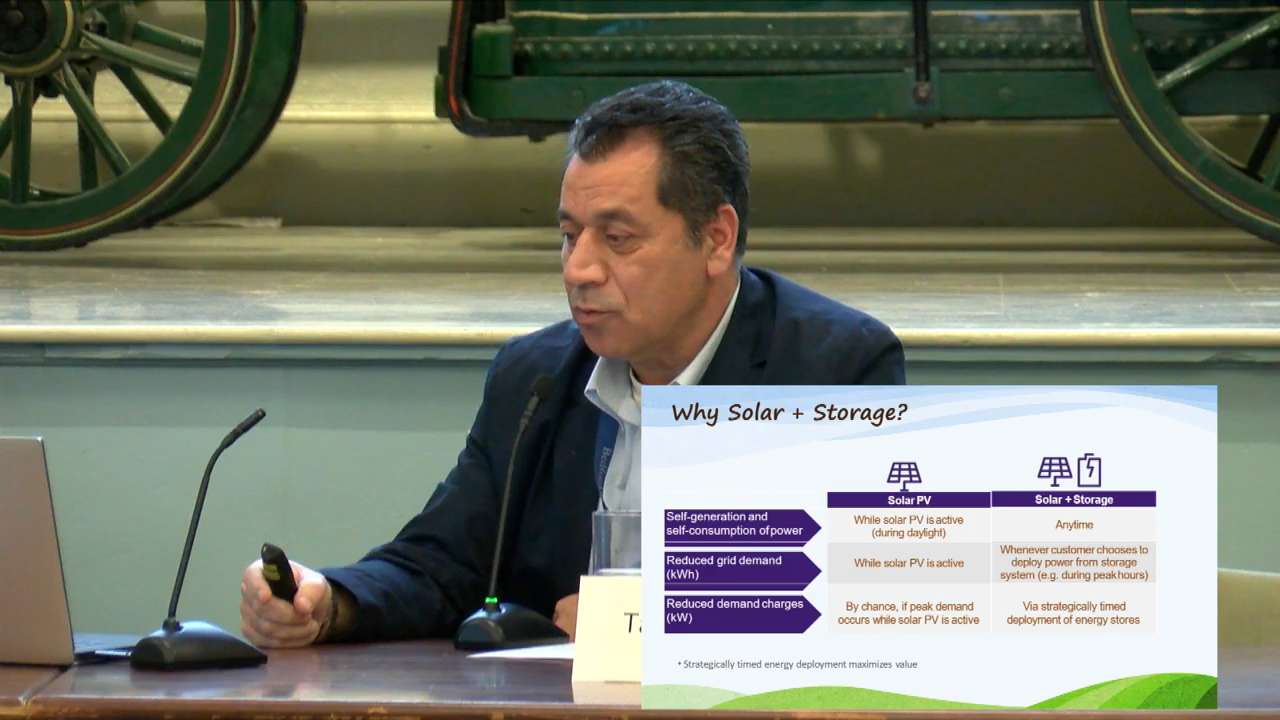 Why Solar + Storage?
Solar PV
Solar + Storage
Self-generation and
self-consumption of power
While solar PV is active
(during daylight)
Anytime
Reduced grid demand
(kWh)
While solar PV is active
Whenever customer chooses to
deploy power from storage
system (e.g. during peak hours)
Reduced demand charges
(kW)
By chance, if peak demand
occurs while solar PV is active
Via strategically timed
deployment of energy stores
* Strategically timed energy deployment maximizes value